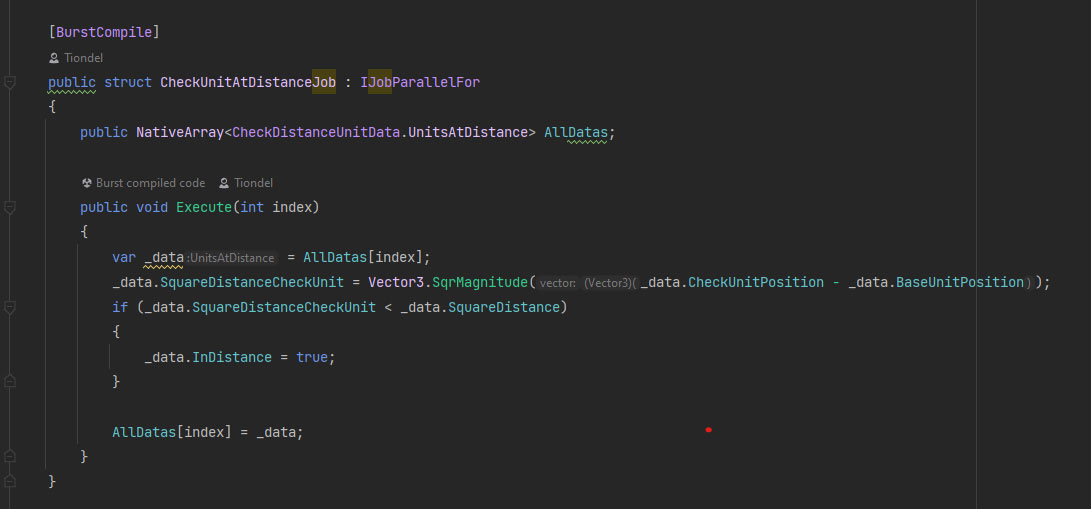 [BurstCompile]
Tiondel
public struct CheckUnitAtDistanceJob : IJobParallelFor
{
public NativeArray<CheckDistanceUnitData.UnitsAtDistance> AllDatas;
Burst compiled code Tiondel
public void Execute(int index)
{
var _data :UnitsAtDistance = AllDatas[index];
_data.SquareDistanceCheckUnit = Vector3.SqrMagnitude( vector: (Vector3)( _data.CheckUnitPosition - _data.BaseUnitPosition ));
if (_data.SquareDistanceCheckUnit < _data.SquareDistance)
{
_data.InDistance = true;
}
AllDatas[index] = _data;
}
}